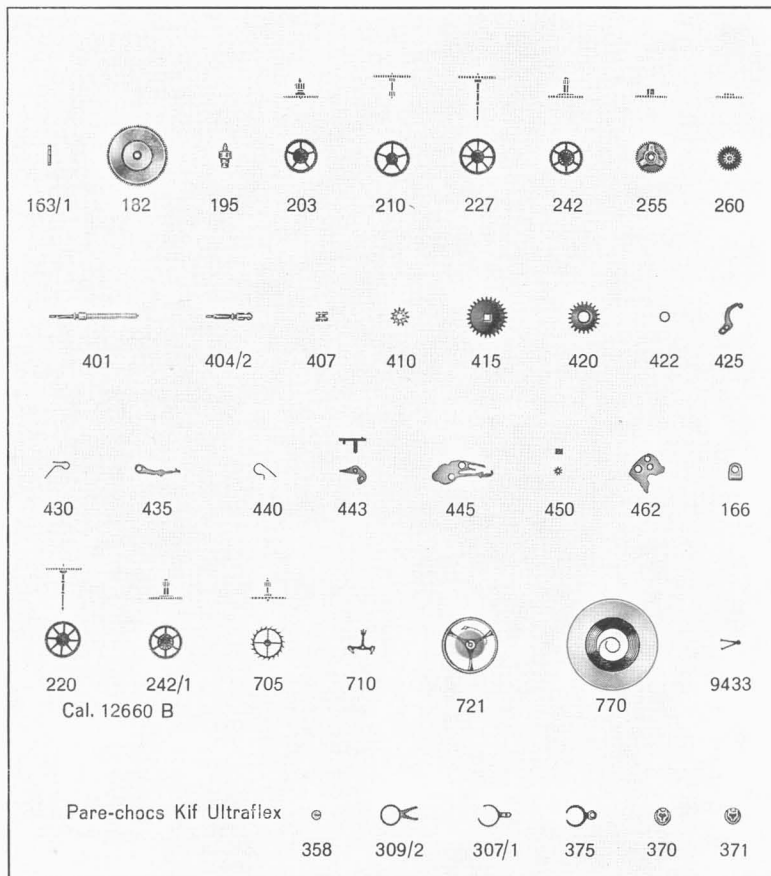 163/1 182 195 203 210 227 242 255 260
401 404/2 407 410 415 420 422 425
430 435 440 443 445 450 462 166
220 242/1 705 710 721 770 9433
Cal. 12660 B
Pare-chocs Kif Ultraflex
358 309/2 307/1 375 370 371